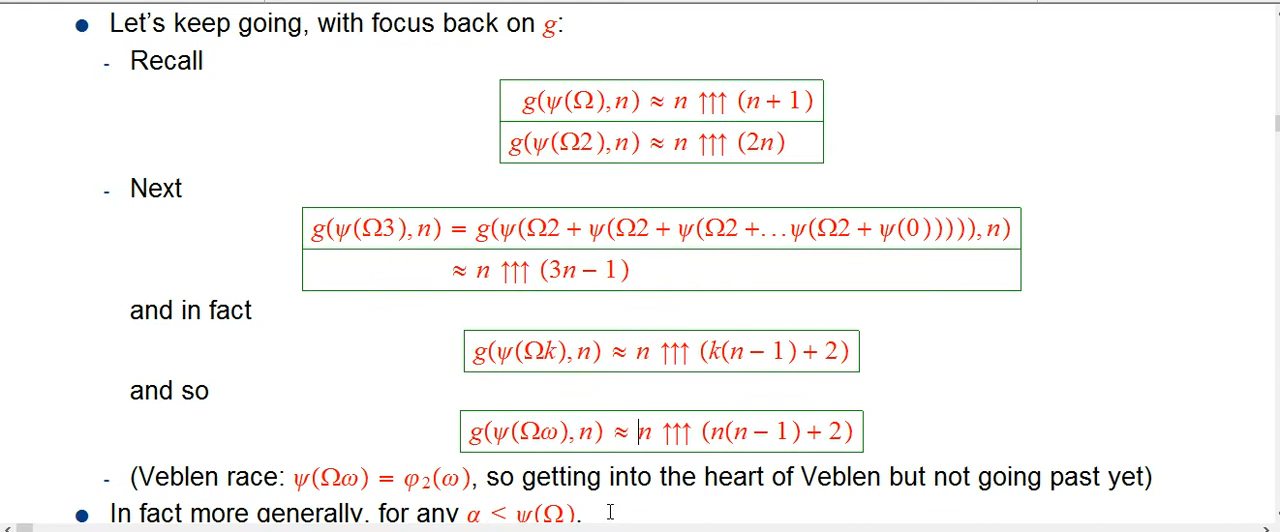 ● Let's keep going, with focus back on g:
- Recall
g(ψ(Ω), n) ≈ n ↑↑↑ (n + 1)
g(ψ(Ω2), n) ≈ n ↑↑↑ (2n)
- Next
g(ψ(Ω3), n) = g(ψ(Ω2 + ψ(Ω2 + ψ(Ω2 +…ψ(Ω2 + ψ(0))))), n)
≈ n ↑↑↑ (3n − 1)
and in fact
g(ψ(Ωk), n) ≈ n ↑↑↑ (k(n − 1) + 2)
and so
g(ψ(Ωω), n) ≈ n ↑↑↑ (n(n − 1) + 2)
- (Veblen race: ψ(Ωω) = φ₂(ω), so getting into the heart of Veblen but not going past yet)
● In fact more generally, for any α < ψ(Ω),